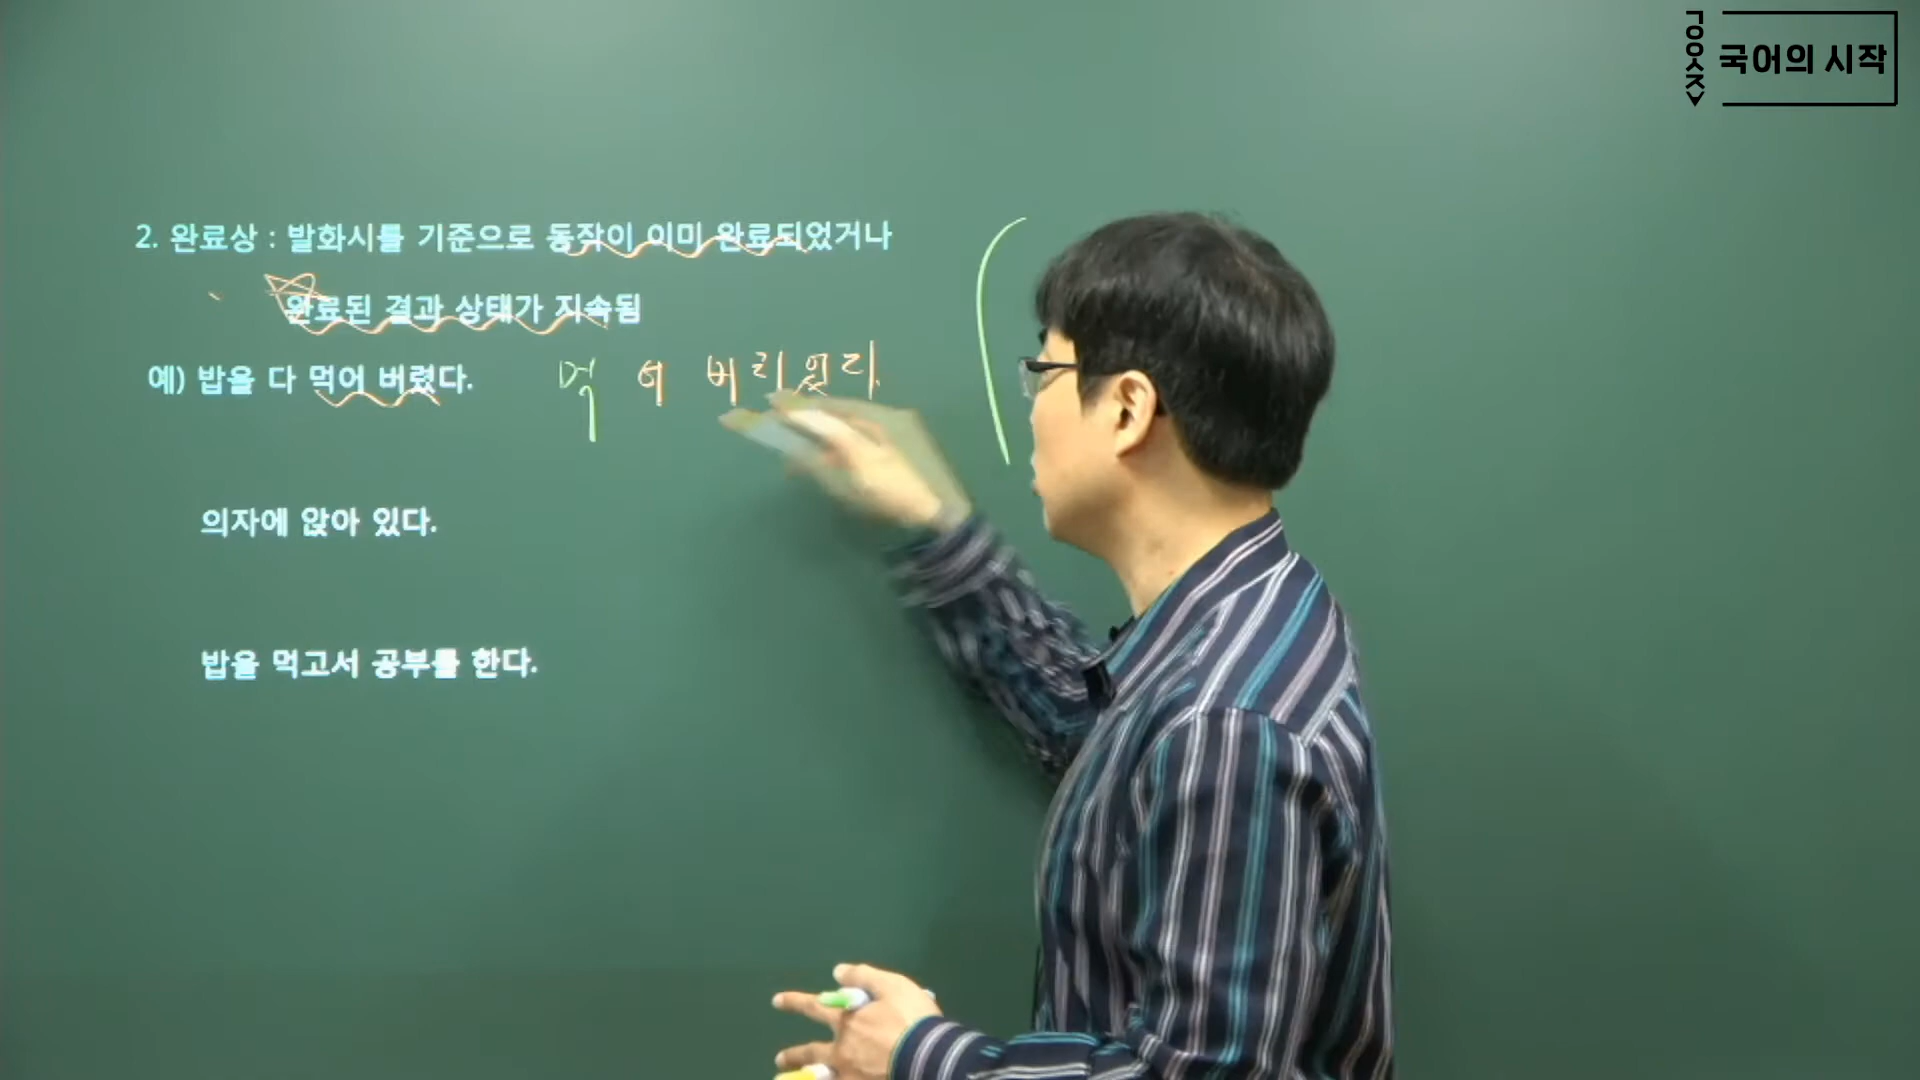 국어의 시작
2. 완료상 : 발화시를 기준으로 동작이 이미 완료되었거나
완료된 결과 상태가 지속됨
예) 밥을 다 먹어 버렸다.
먹 어 버리었다.
의자에 앉아 있다.
밥을 먹고서 공부를 한다.